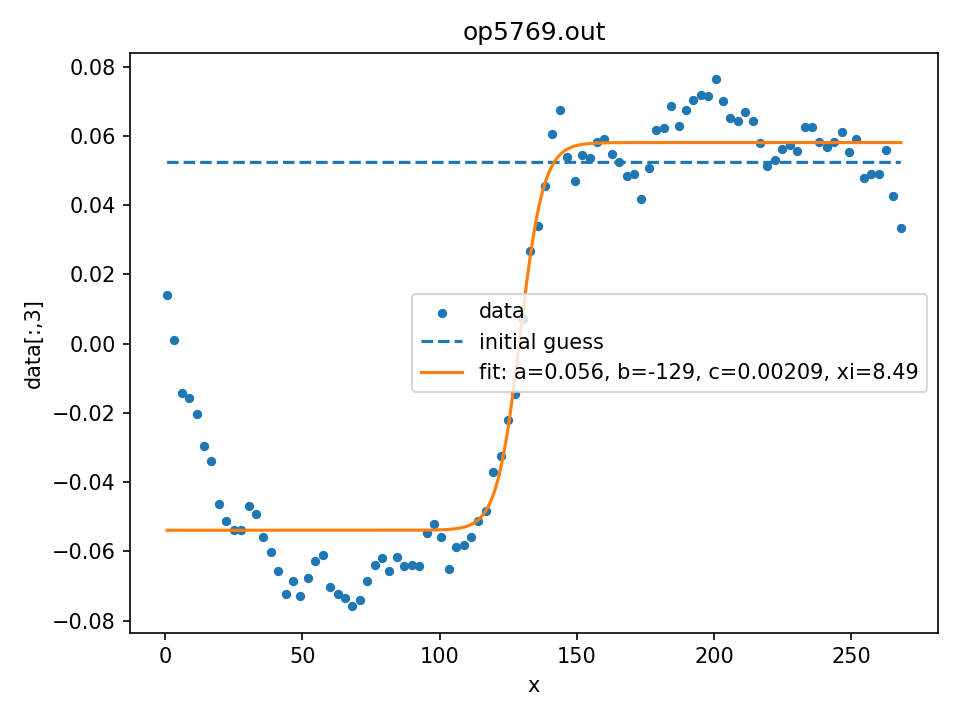 op5769.out
0.08
0.06
0.04
0.02
0.00
−0.02
−0.04
−0.06
−0.08
data[:,3]
data
initial guess
fit: a=0.056, b=-129, c=0.00209, xi=8.49
0 50 100 150 200 250
x